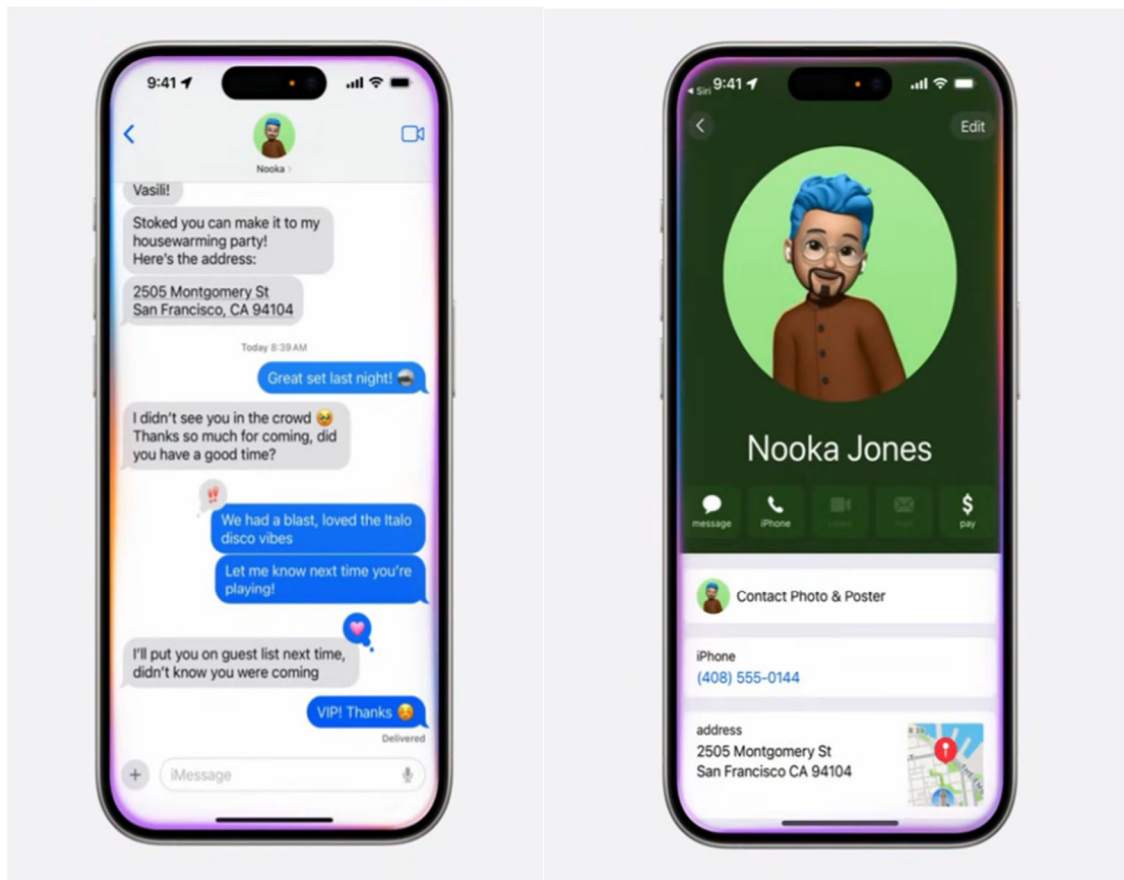 9:41
Nooka
Vasili!
Stoked you can make it to my
housewarming party!
Here's the address:
2505 Montgomery St
San Francisco, CA 94104
Today 8:39 AM
Great set last night!
I didn't see you in the crowd
Thanks so much for coming, did
you have a good time?
We had a blast, loved the Italo
disco vibes
Let me know next time you're
playing!
I'll put you on guest list next time,
didn't know you were coming
VIP! Thanks
Delivered
iMessage
9:41
Siri
Edit
Nooka Jones
message
iPhone
pay
Contact Photo & Poster
iPhone
(408) 555-0144
address
2505 Montgomery St
San Francisco CA 94104